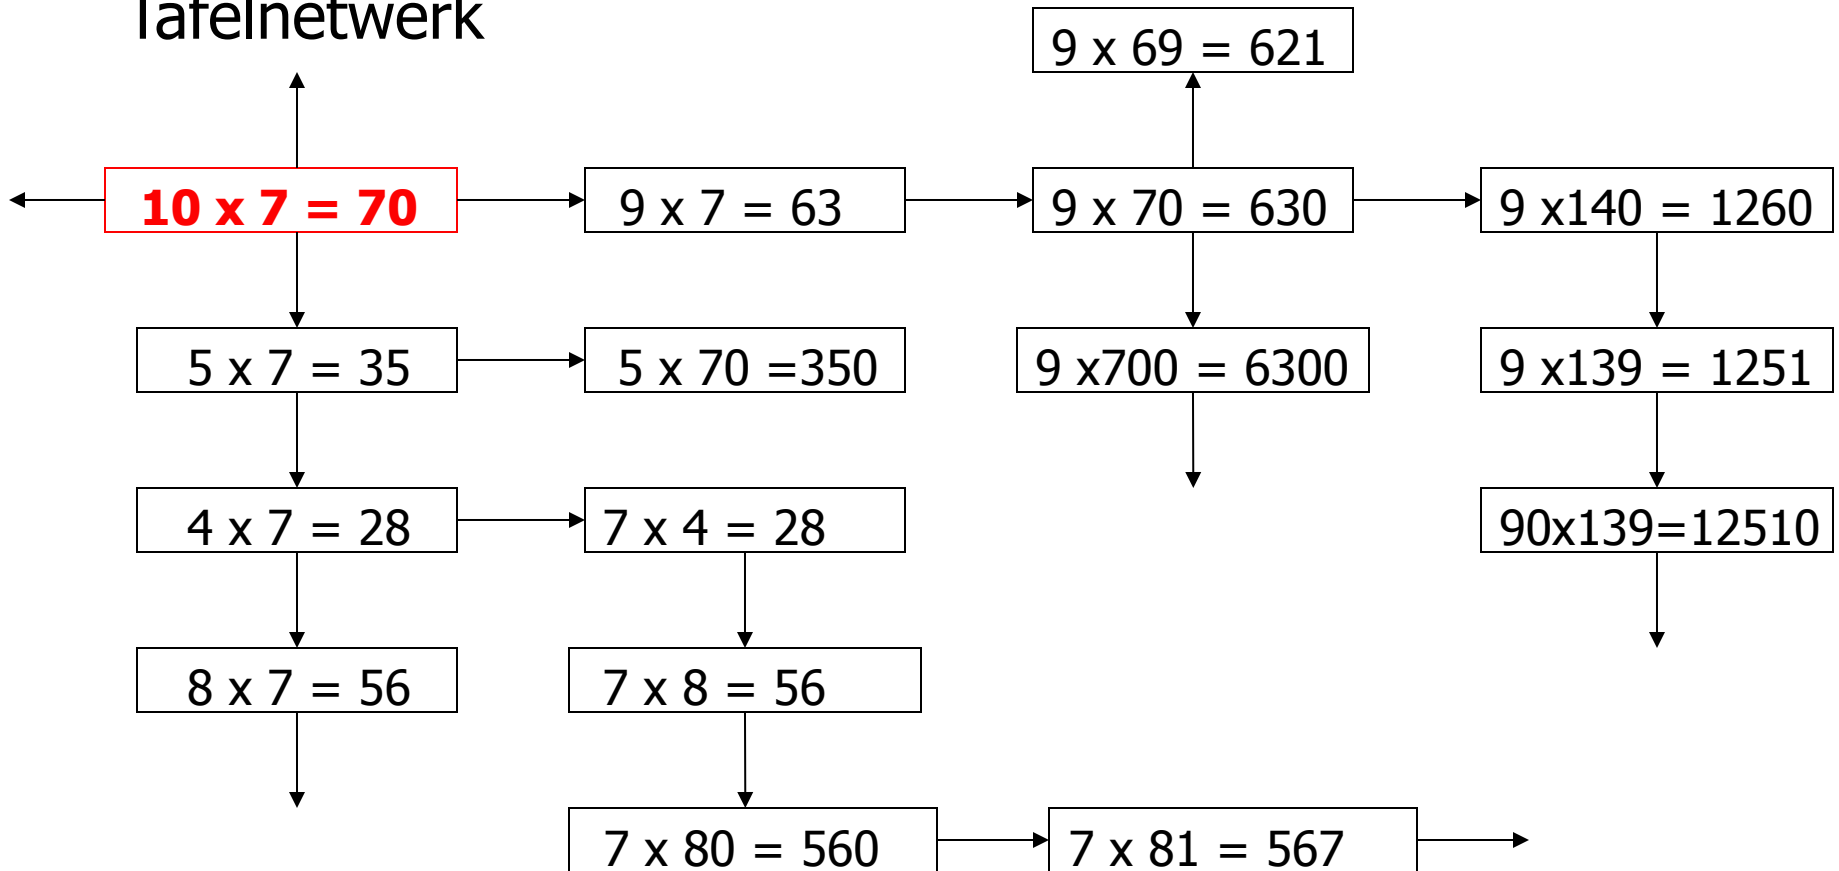 Tafelnetwerk
9 x 69 = 621
10 x 7 = 70
9 x 7 = 63
9 x 70 = 630
9 x140 = 1260
5 x 7 = 35
5 x 70 =350
9 x700 = 6300
9 x139 = 1251
4 x 7 = 28
7 x 4 = 28
90x139=12510
8 x 7 = 56
7 x 8 = 56
7 x 80 = 560
7 x 81 = 567